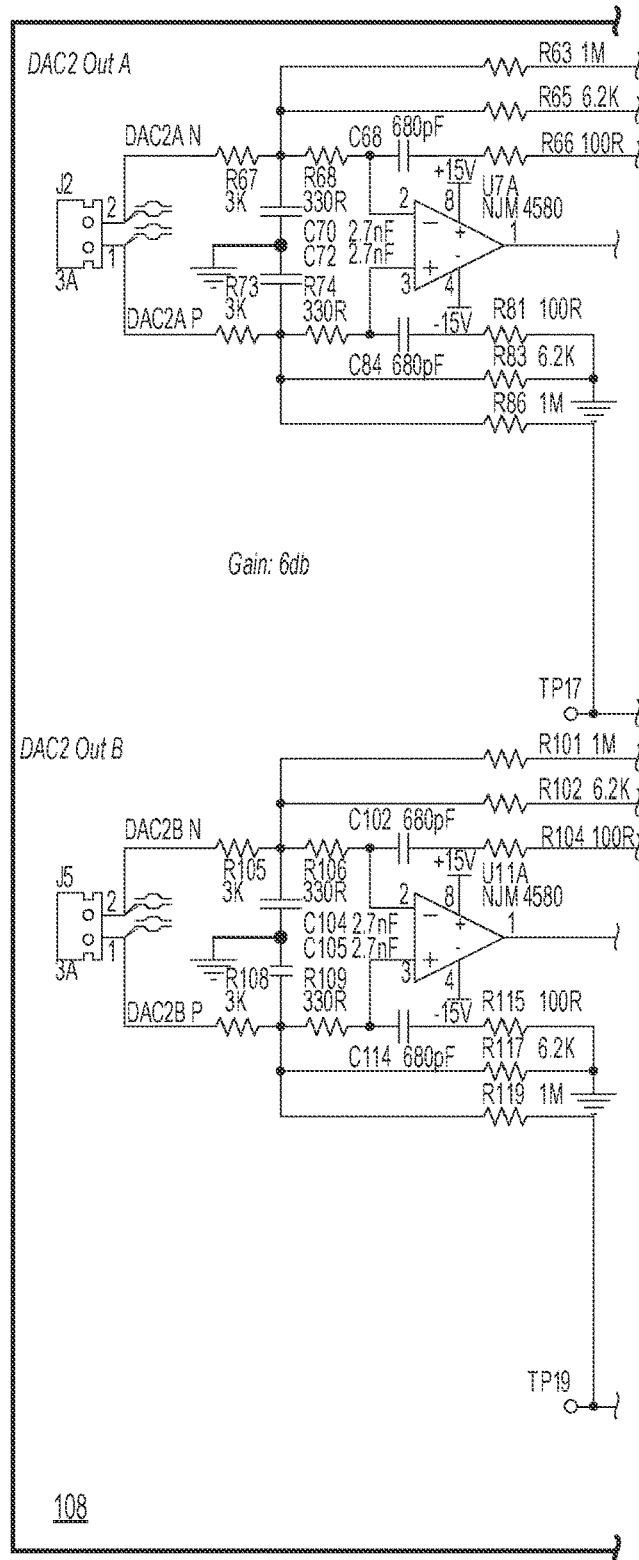 DAC2 Out A
R63 1M
R65 6.2K
680pF
C68
R66 100R
DAC2A N
+15V
U7A
NJM 4580
J2
R67
3K
R68
330R
2
8
2
−
+
1
C70 2.7nF
C72 2.7nF
1
+
-
3
4
3A
R73
3K
R74
330R
-15V
R81 100R
DAC2A P
C84 680pF
R83 6.2K
R86 1M
Gain: 6db
TP17
DAC2 Out B
R101 1M
R102 6.2K
C102 680pF
R104 100R
DAC2B N
+15V
U11A
NJM 4580
J5
R105
3K
R106
330R
2
8
2
−
+
1
C104 2.7nF
C105 2.7nF
1
+
-
3
4
3A
R108
3K
R109
330R
-15V
R115 100R
DAC2B P
C114 680pF
R117 6.2K
R119 1M
TP19
108